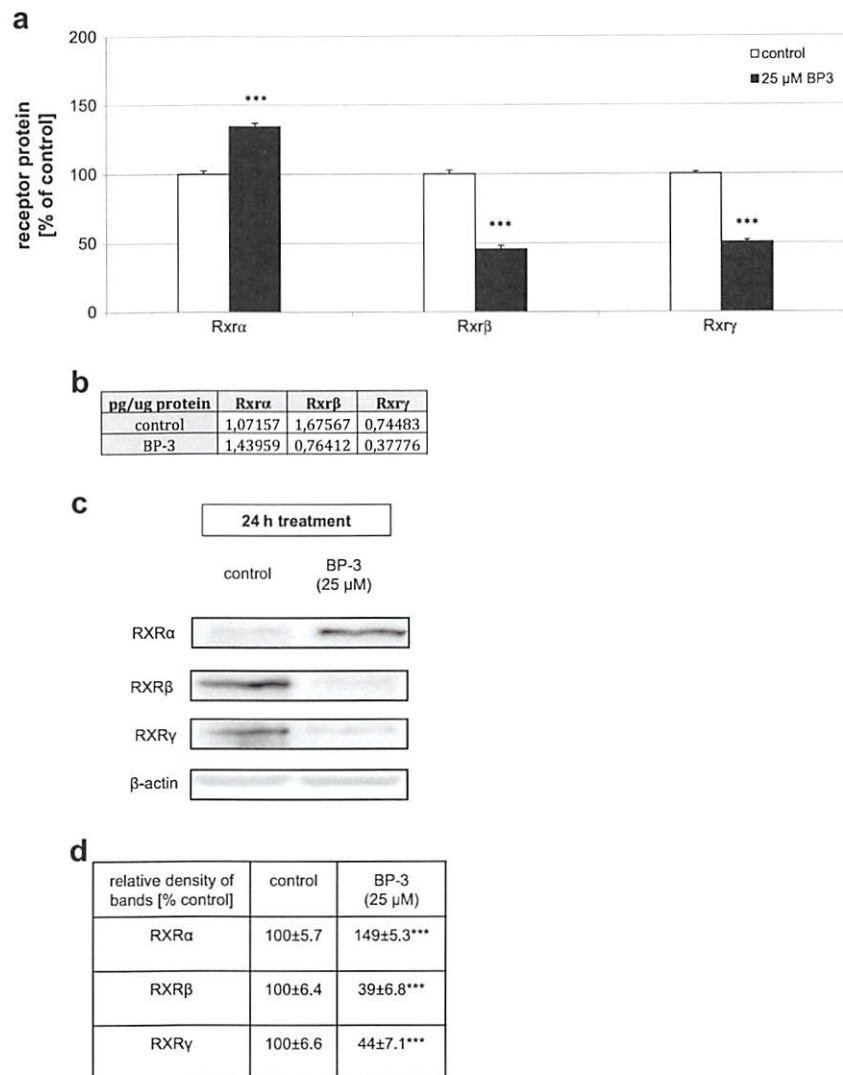 a
receptor protein
[% of control]
200
150
100
50
0
control
25 µM BP3
***
***
***
Rxrα
Rxrβ
Rxrγ
b
pg/ug protein Rxrα Rxrβ Rxrγ
control 1,07157 1,67567 0,74483
BP-3 1,43959 0,76412 0,37776
c
24 h treatment
control BP-3
(25 µM)
RXRα
RXRβ
RXRγ
β-actin
d
relative density of control BP-3
bands [% control] (25 µM)
RXRα 100±5.7 149±5.3***
RXRβ 100±6.4 39±6.8***
RXRγ 100±6.6 44±7.1***